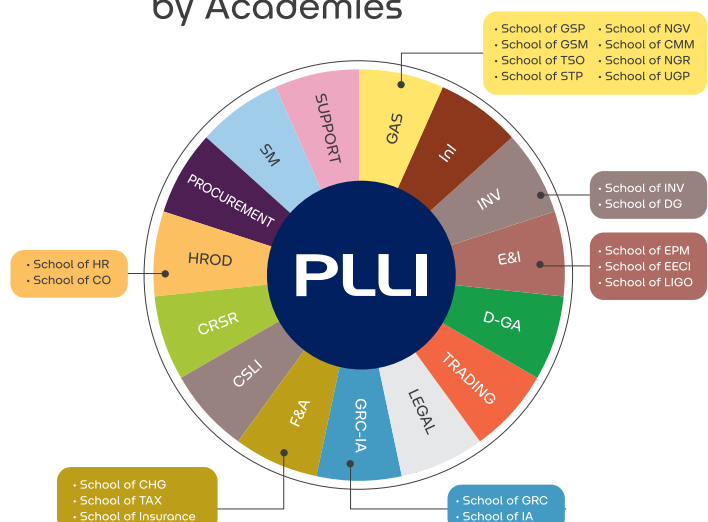 by Academies
• School of GSP
• School of GSM
• School of TSO
• School of STP
• School of NGV
• School of CMM
• School of NGR
• School of UGP
SUPPORT
GAS
SM
InI
PROCUREMENT
INV
• School of INV
• School of DG
HROD
E&I
• School of EPM
• School of EECI
• School of LIGO
• School of HR
• School of CO
PLLI
CRSR
D-GA
CSLI
TRADING
F&A
GRC-IA
LEGAL
• School of CHG
• School of TAX
• School of Insurance
• School of GRC
• School of IA